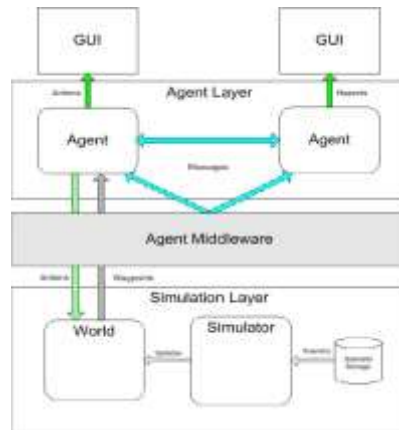 GUI
GUI
Actions
Reports
Agent Layer
Agent
Agent
Messages
Agent Middleware
Actions
Waypoints
Simulation Layer
World
Simulator
Updates
Storage